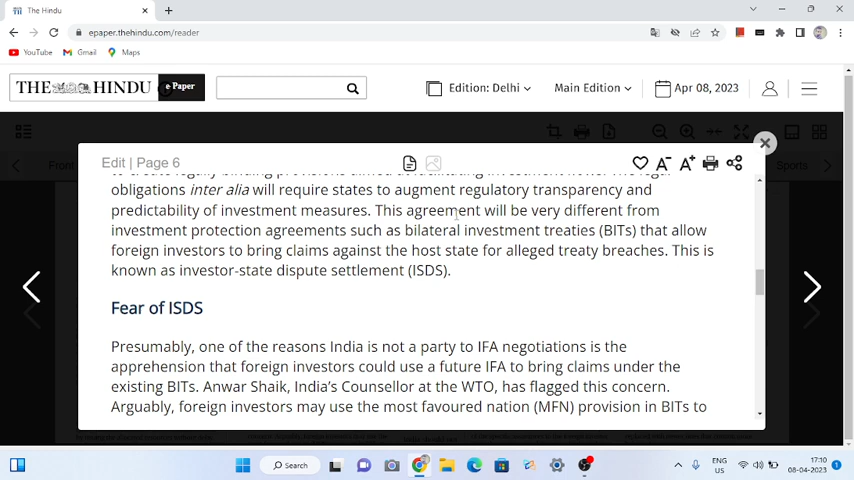 The Hindu
epaper.thehindu.com/reader
YouTube Gmail Maps
THE HINDU e Paper Edition: Delhi Main Edition Apr 08, 2023
Edit | Page 6
Front Sports
obligations inter alia will require states to augment regulatory transparency and
predictability of investment measures. This agreement will be very different from
investment protection agreements such as bilateral investment treaties (BITs) that allow
foreign investors to bring claims against the host state for alleged treaty breaches. This is
known as investor-state dispute settlement (ISDS).
Fear of ISDS
Presumably, one of the reasons India is not a party to IFA negotiations is the
apprehension that foreign investors could use a future IFA to bring claims under the
existing BITs. Anwar Shaik, India's Counsellor at the WTO, has flagged this concern.
Arguably, foreign investors may use the most favoured nation (MFN) provision in BITs to
Search
ENG
US
17:10
08-04-2023